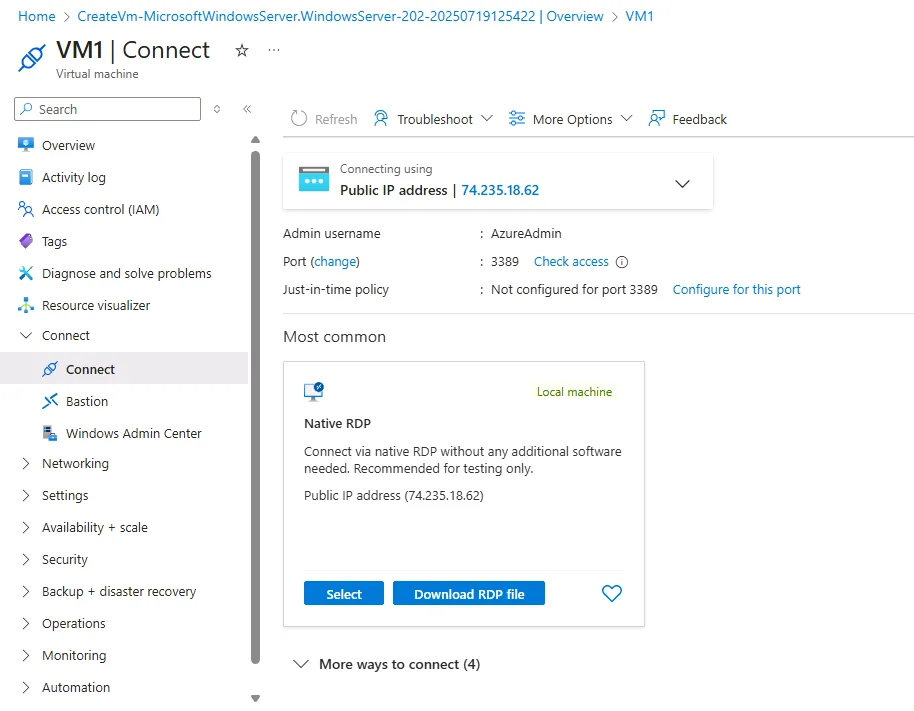 Home > CreateVm-MicrosoftWindowsServer.WindowsServer-202-20250719125422 | Overview > VM1
VM1 | Connect
Virtual machine
Search
Overview
Activity log
Access control (IAM)
Tags
Diagnose and solve problems
Resource visualizer
Connect
Connect
Bastion
Windows Admin Center
Networking
Settings
Availability + scale
Security
Backup + disaster recovery
Operations
Monitoring
Automation
Refresh Troubleshoot More Options Feedback
Connecting using
Public IP address | 74.235.18.62
Admin username : AzureAdmin
Port (change) : 3389 Check access
Just-in-time policy : Not configured for port 3389 Configure for this port
Most common
Local machine
Native RDP
Connect via native RDP without any additional software
needed. Recommended for testing only.
Public IP address (74.235.18.62)
Select Download RDP file
More ways to connect (4)